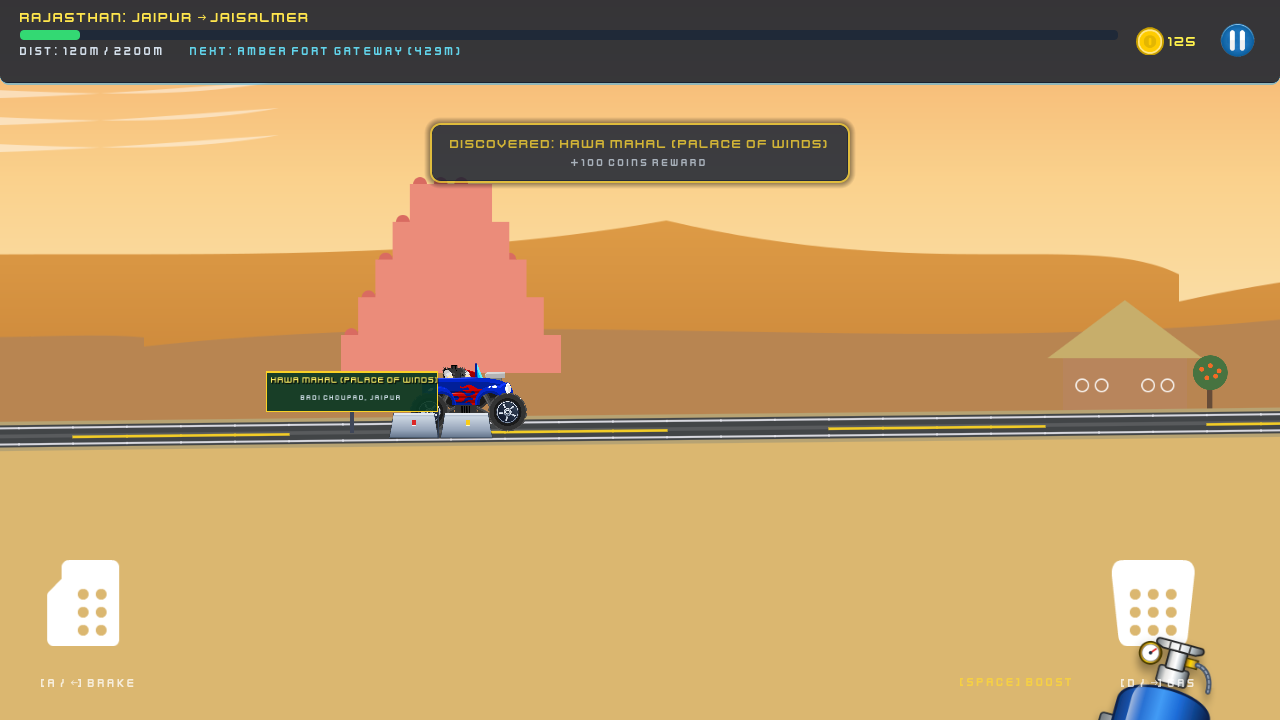 RAJASTHAN: JAIPUR → JAISALMER
DIST: 120M / 2200M
NEXT: AMBER FORT GATEWAY (429M)
125
DISCOVERED: HAWA MAHAL (PALACE OF WINDS)
+100 COINS REWARD
HAWA MAHAL (PALACE OF WINDS)
BADI CHOUPAD, JAIPUR
[A / ←] BRAKE
[SPACE] BOOST
[D / →] GAS